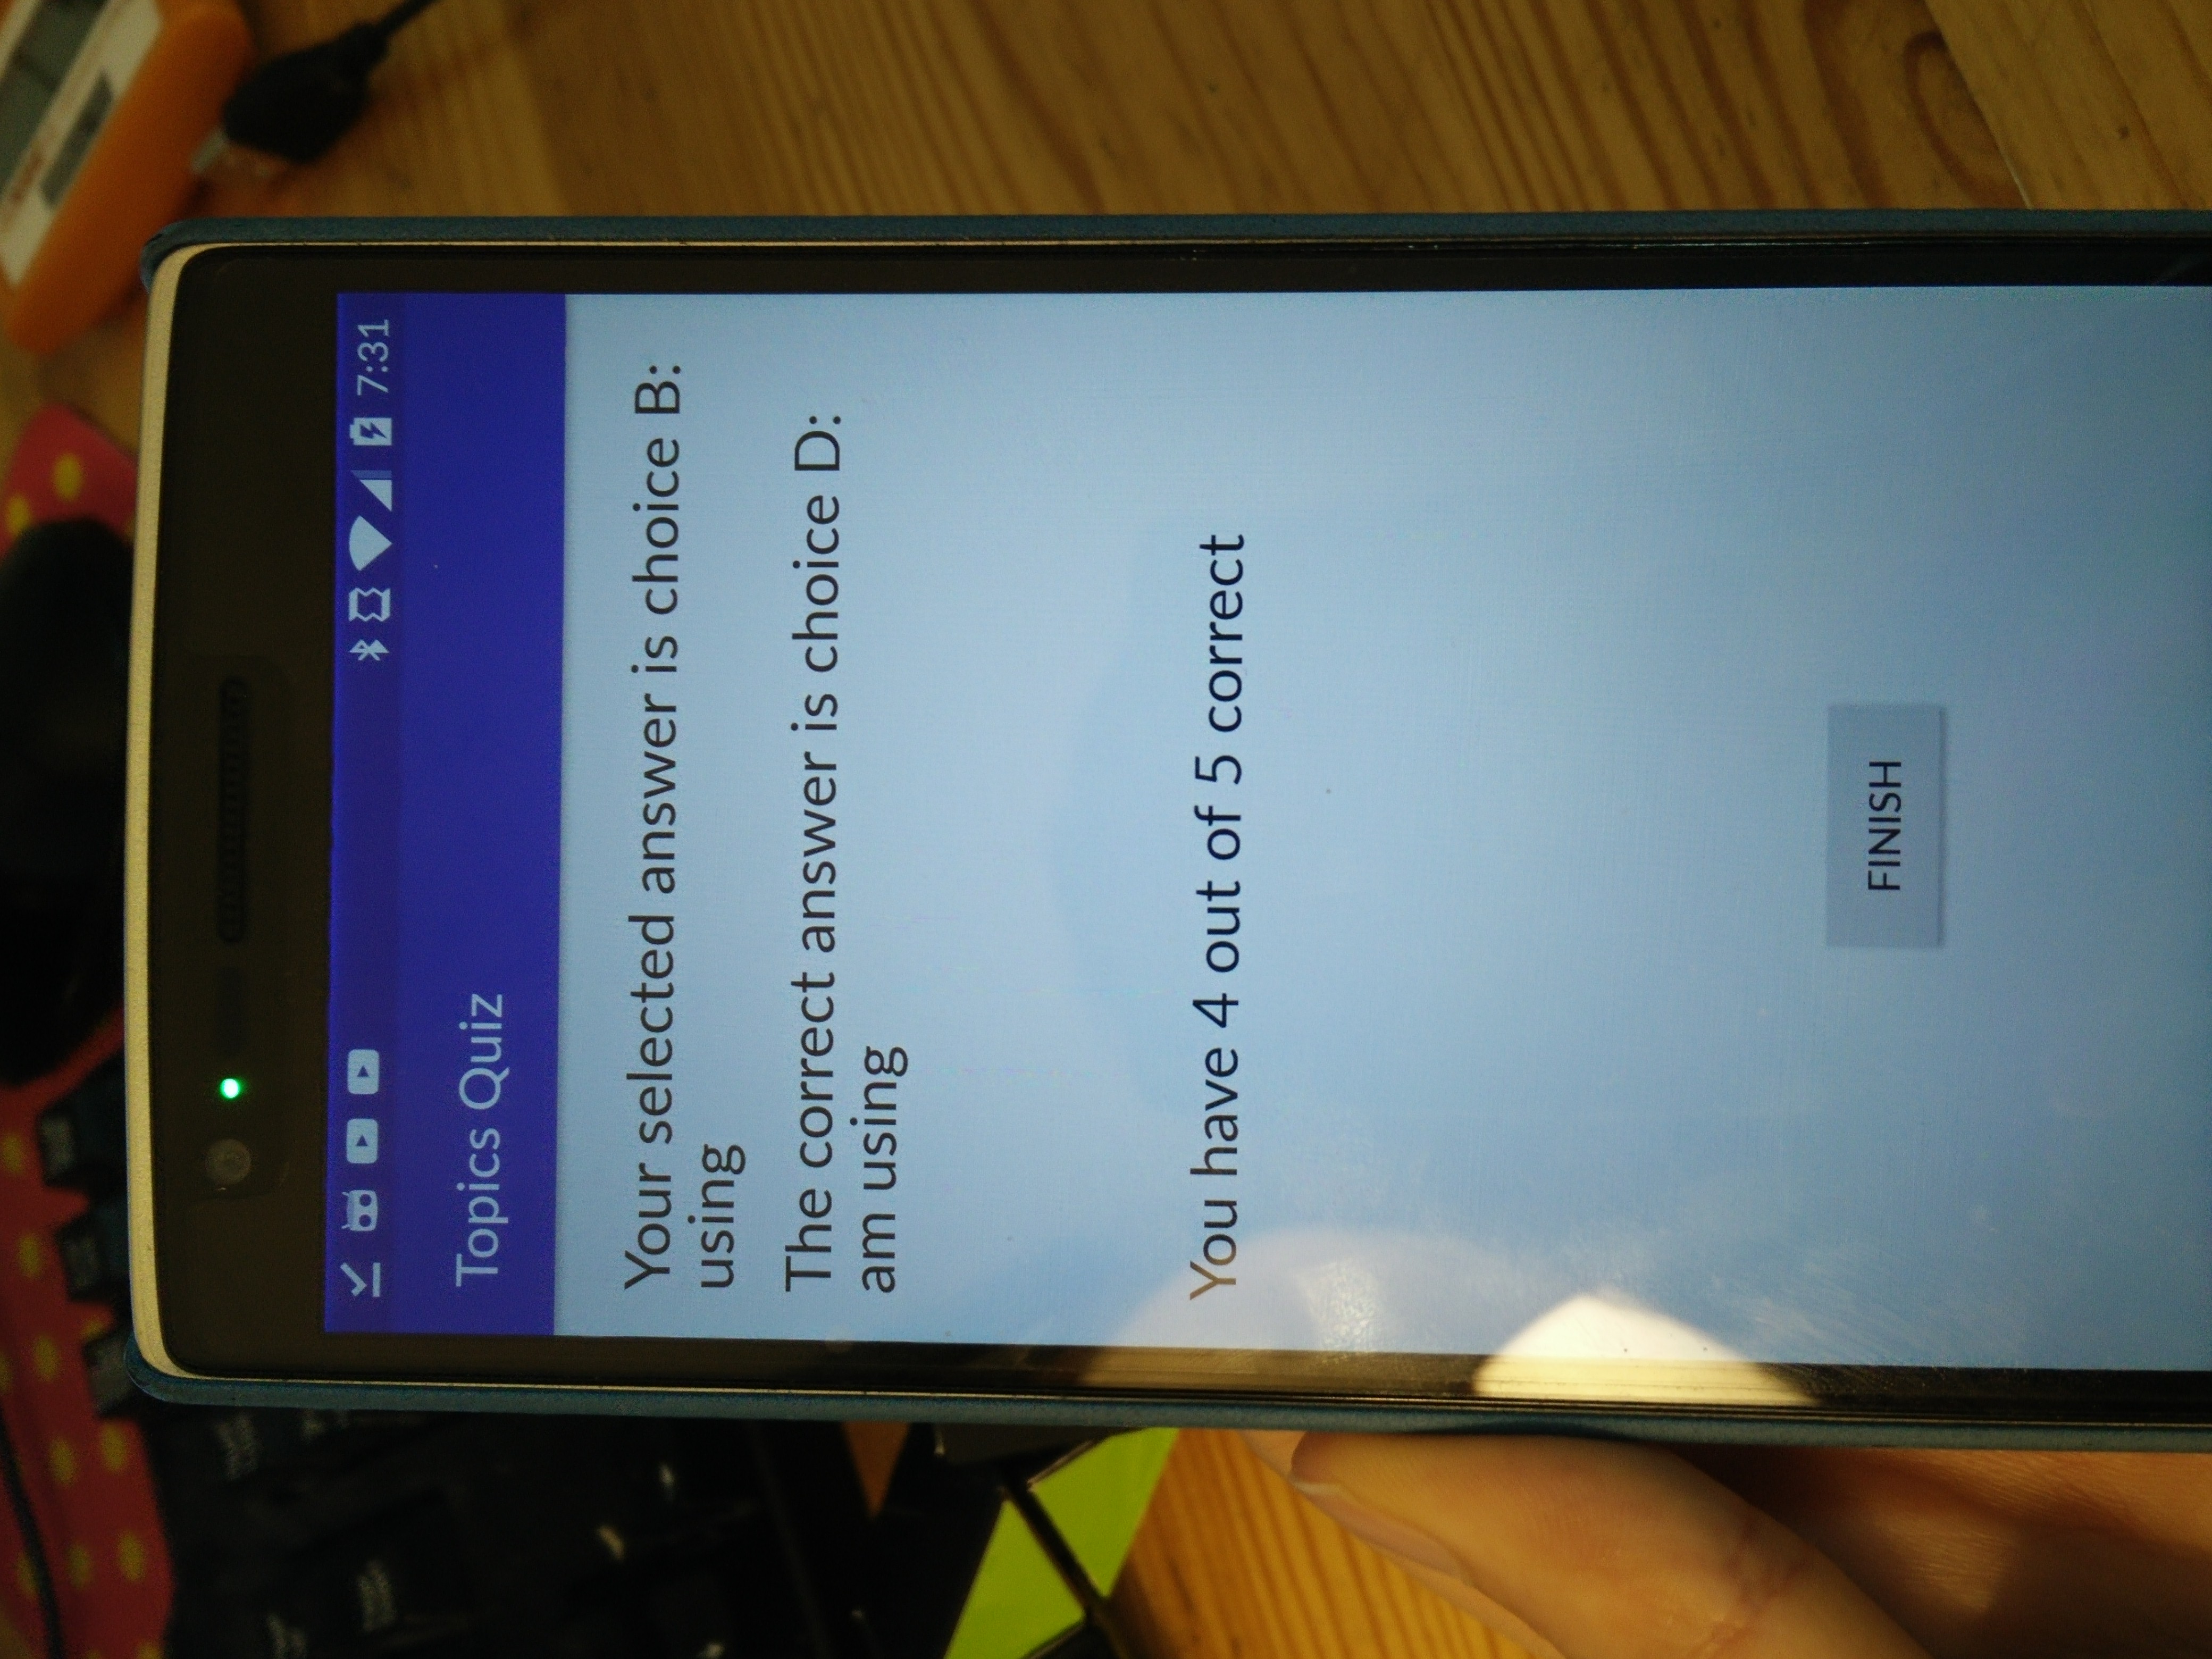 7:31
Topics Quiz
Your selected answer is choice B:
using
The correct answer is choice D:
am using
You have 4 out of 5 correct
FINISH